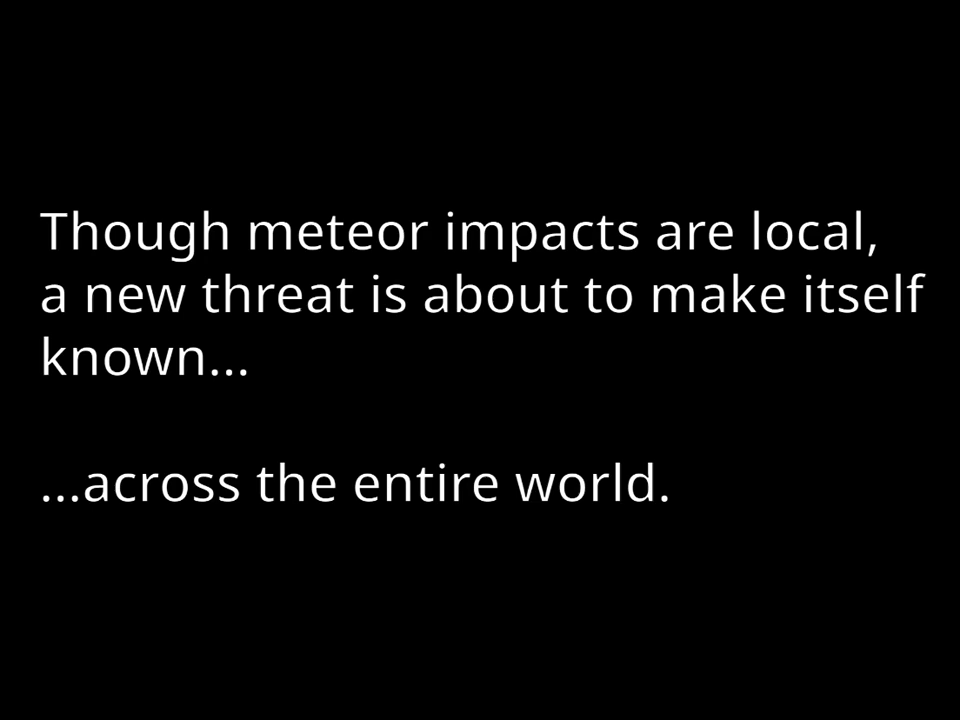 Though meteor impacts are local,
a new threat is about to make itself
known...
...across the entire world.